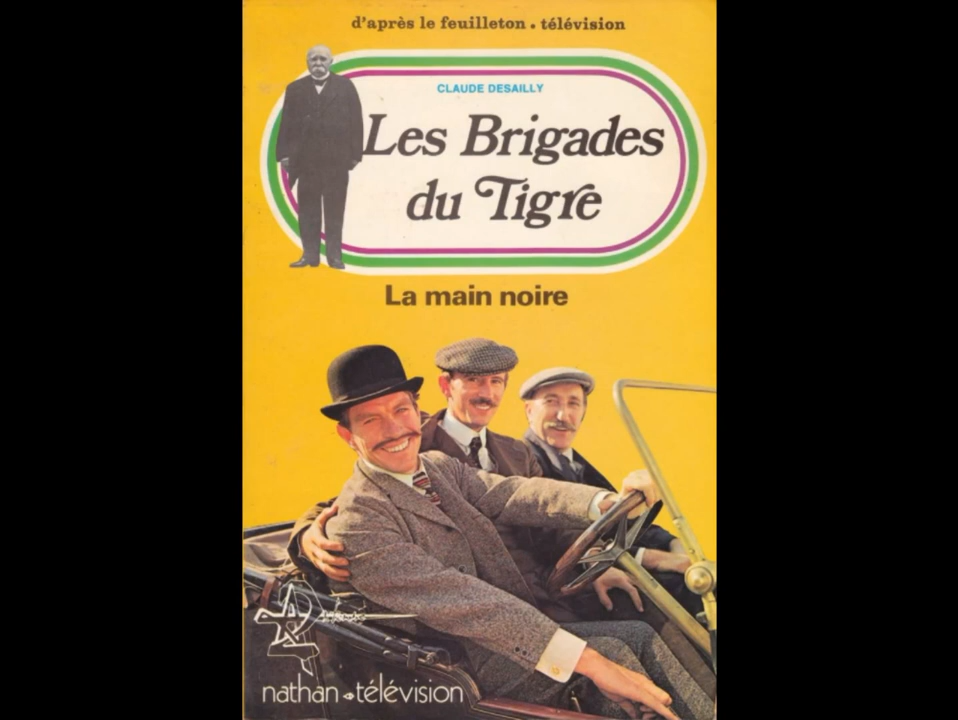 d'après le feuilleton • télévision
CLAUDE DESAILLY
Les Brigades
du Tigre
La main noire
nathan • télévision